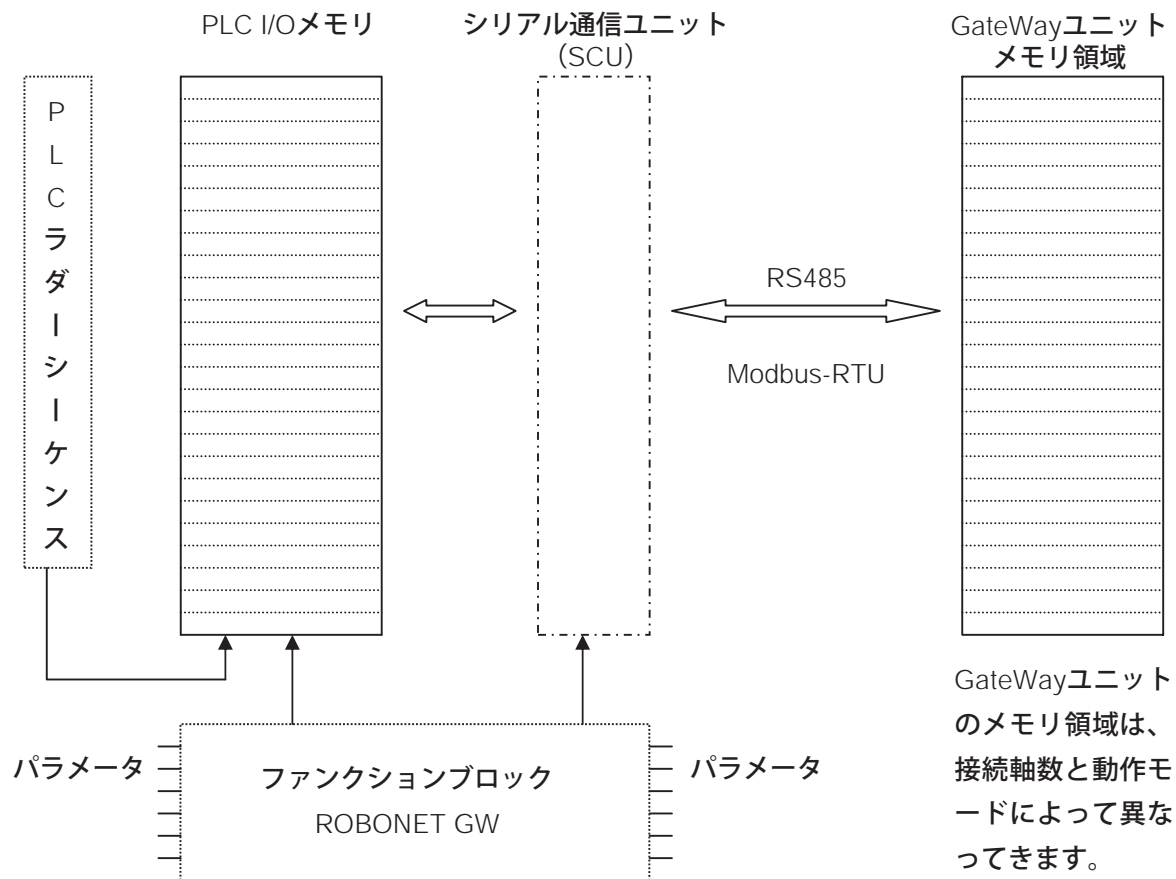 PLC I/Oメモリ
シリアル通信ユニット
（SCU）
GateWayユニット
メモリ領域
P
L
C
ラ
ダ
ー
シ
ー
ケ
ン
ス
RS485
Modbus-RTU
パラメータ
ファンクションブロック
ROBONET GW
パラメータ
GateWayユニット
のメモリ領域は、
接続軸数と動作モ
ードによって異な
ってきます。